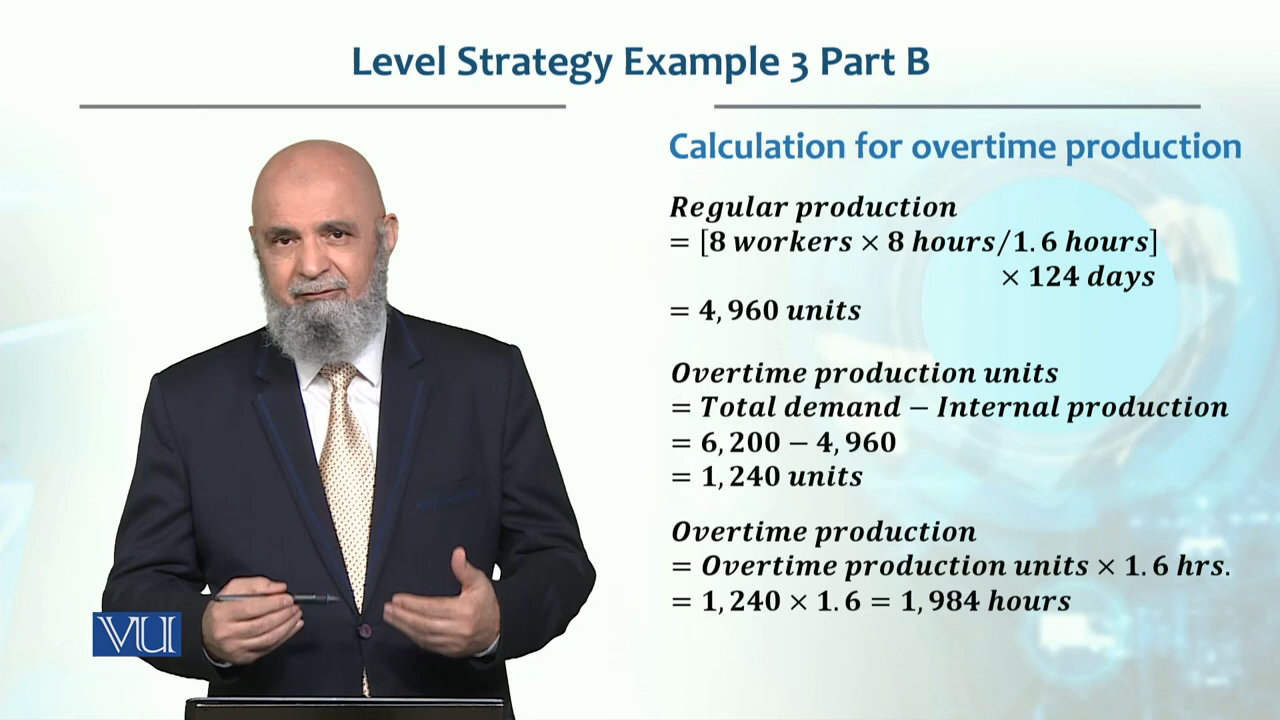 Level Strategy Example 3 Part B
Calculation for overtime production
Regular production
= [8 workers × 8 hours/1.6 hours]
× 124 days
= 4,960 units
Overtime production units
= Total demand − Internal production
= 6,200 − 4,960
= 1,240 units
Overtime production
= Overtime production units × 1.6 hrs.
= 1,240 × 1.6 = 1,984 hours
VU